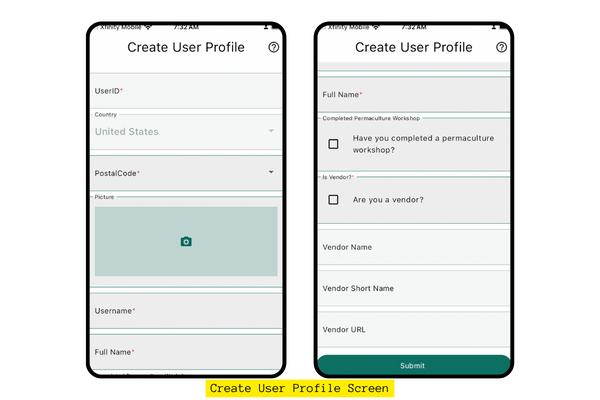 Xfinity Mobile 7:32 AM
Create User Profile
UserID*
Country
United States
PostalCode*
Picture
Username*
Full Name*
Xfinity Mobile 7:32 AM
Create User Profile
Full Name*
Completed Permaculture Workshop
Have you completed a permaculture
workshop?
Is Vendor?*
Are you a vendor?
Vendor Name
Vendor Short Name
Vendor URL
Submit
Create User Profile Screen